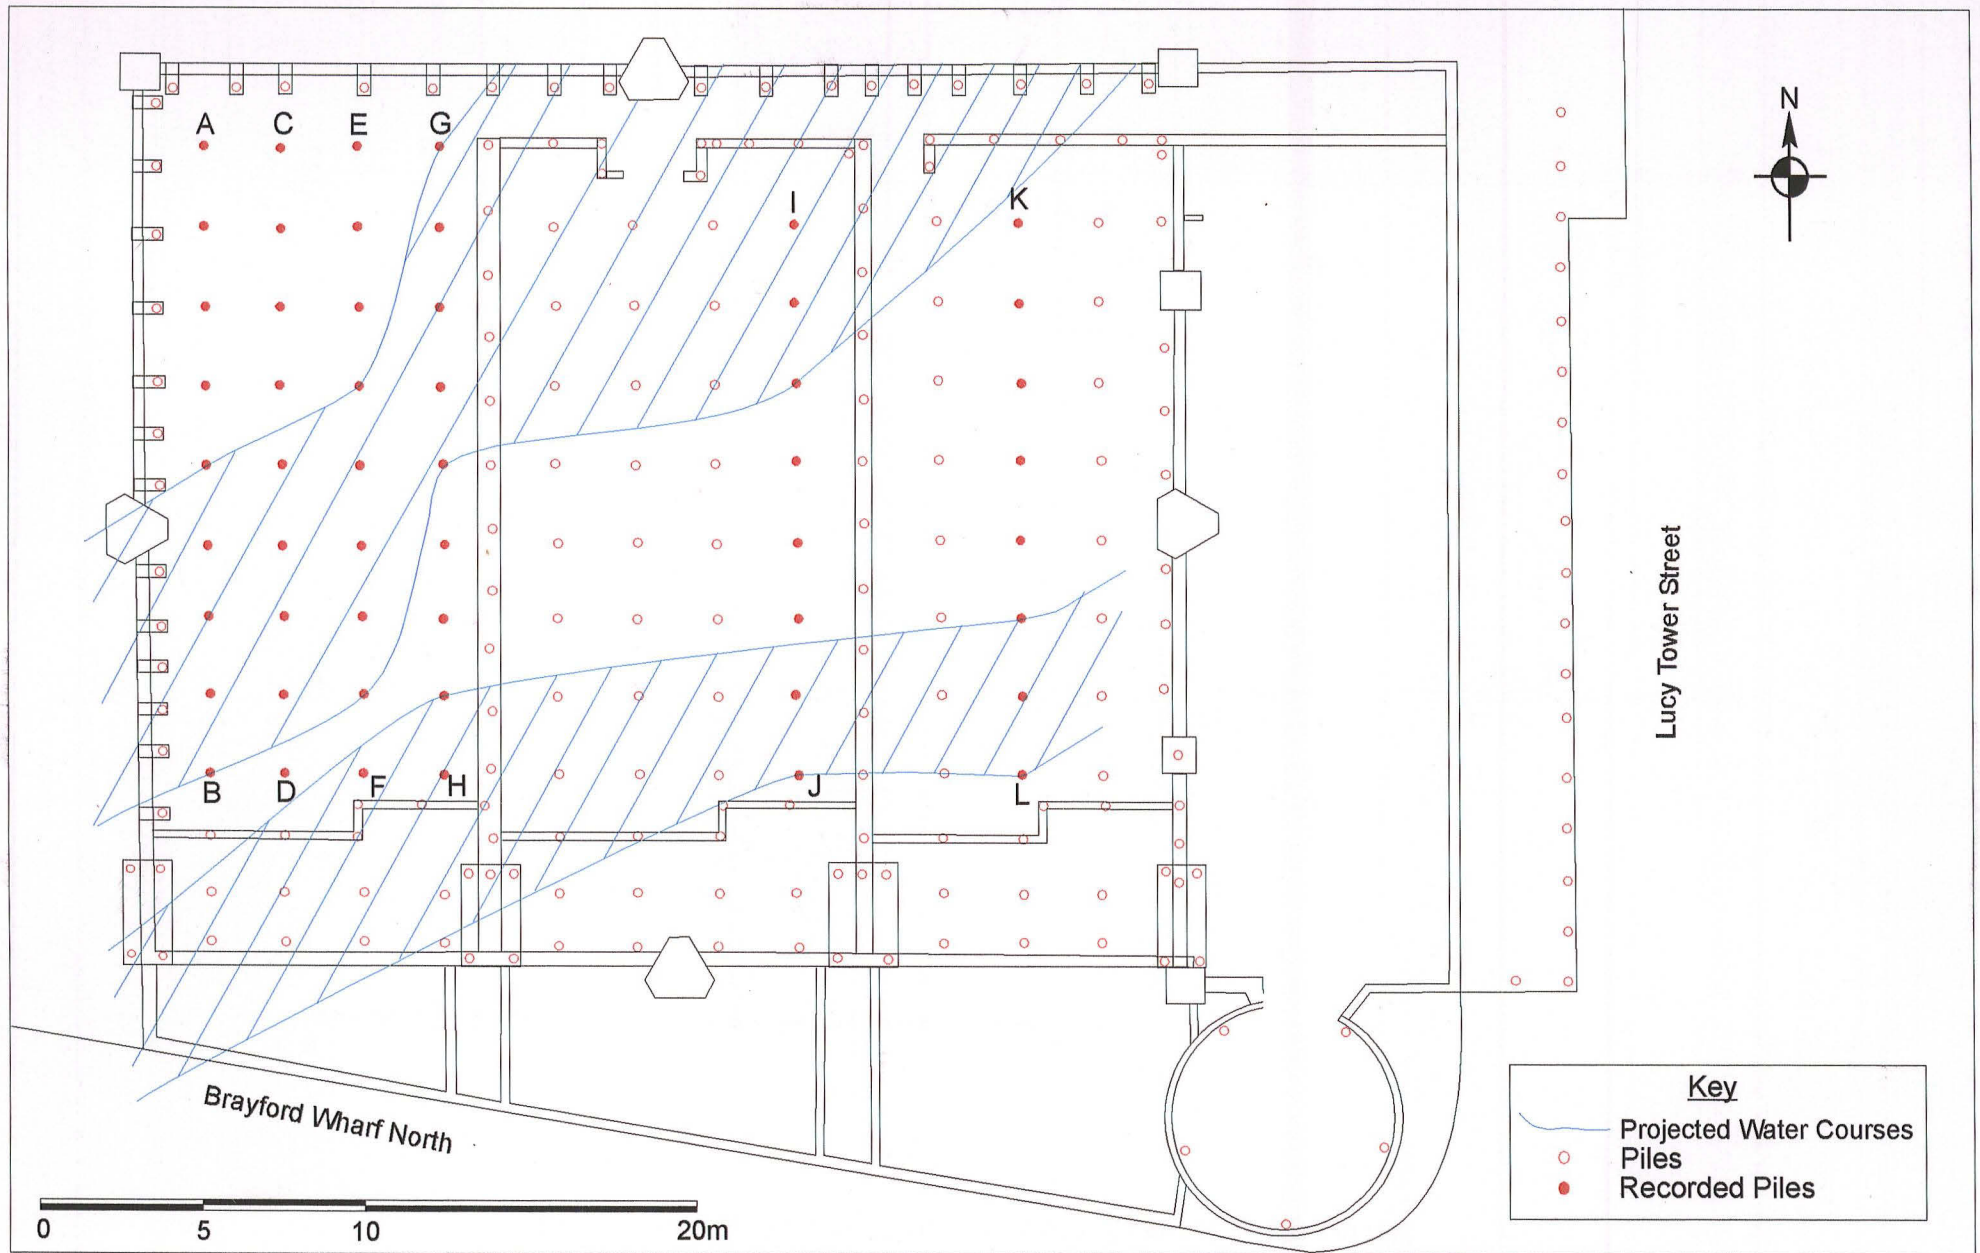 N
A C E G
I
K
B D F H J L
Lucy Tower Street
Brayford Wharf North
0 5 10 20m
Key
Projected Water Courses
Piles
Recorded Piles